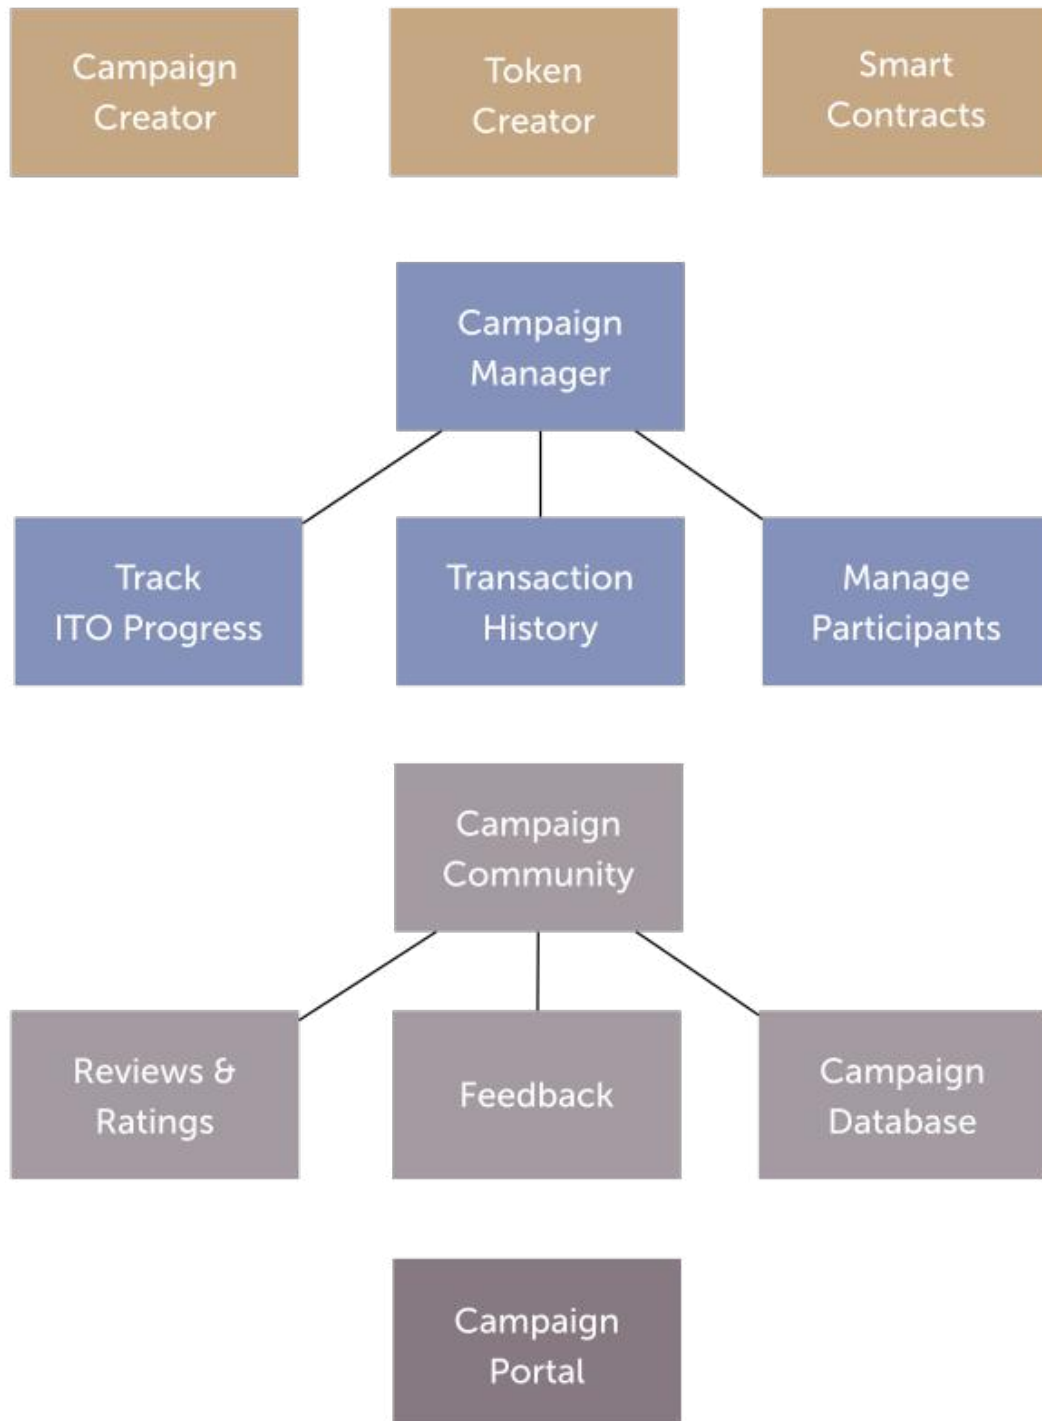 Campaign
Creator
Token
Creator
Smart
Contracts
Campaign
Manager
Track
ITO Progress
Transaction
History
Manage
Participants
Campaign
Community
Reviews &
Ratings
Feedback
Campaign
Database
Campaign
Portal